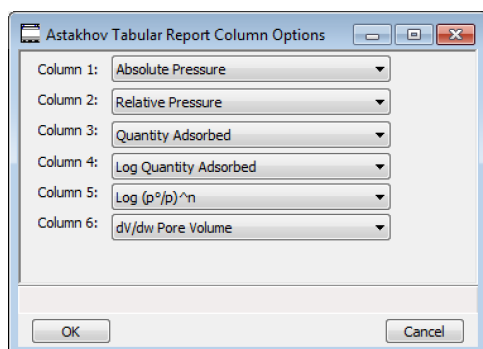 Astakhov Tabular Report Column Options
Column 1: Absolute Pressure
Column 2: Relative Pressure
Column 3: Quantity Adsorbed
Column 4: Log Quantity Adsorbed
Column 5: Log (p°/p)^n
Column 6: dV/dw Pore Volume
OK Cancel